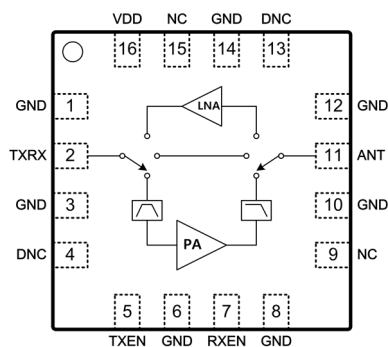 VDD NC GND DNC
16 15 14 13
LNA
GND 1 12 GND
TXRX 2 11 ANT
GND 3 10 GND
PA
DNC 4 9 NC
5 6 7 8
TXEN GND RXEN GND